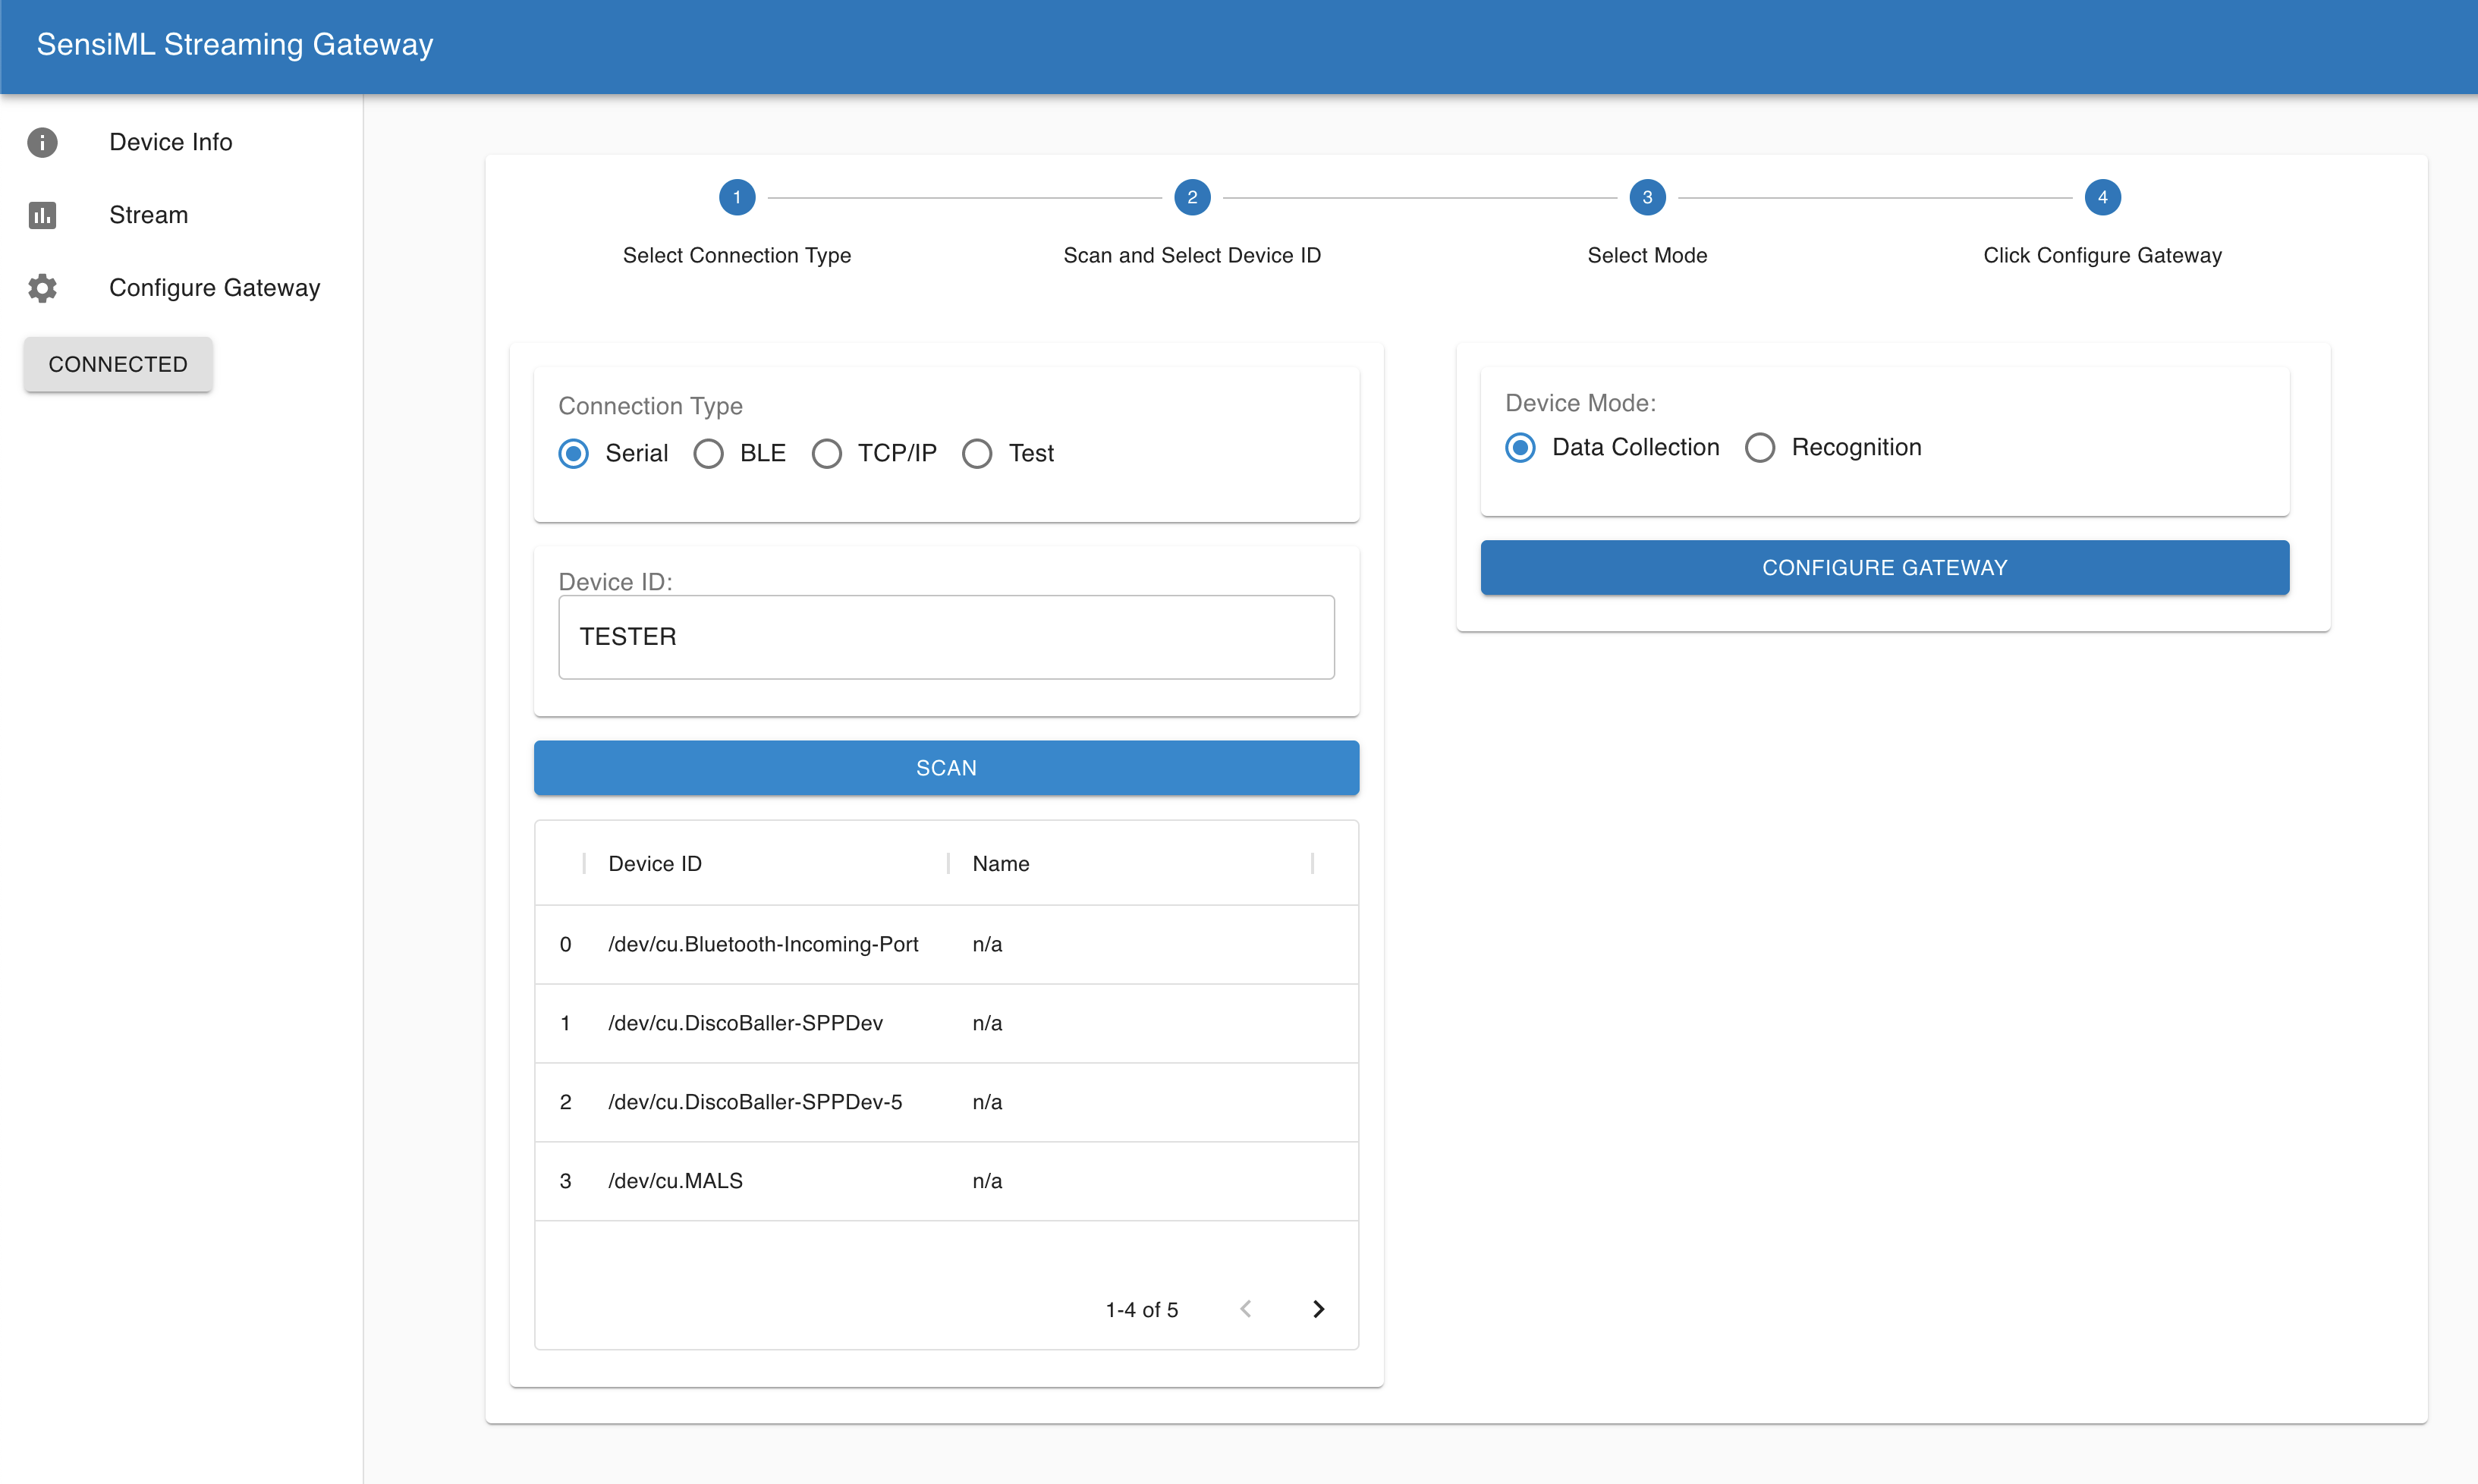 SensiML Streaming Gateway
Device Info
Stream
Configure Gateway
CONNECTED
1 2 3 4
Select Connection Type Scan and Select Device ID Select Mode Click Configure Gateway
Connection Type
Serial BLE TCP/IP Test
Device ID:
TESTER
SCAN
Device ID Name
0 /dev/cu.Bluetooth-Incoming-Port n/a
1 /dev/cu.DiscoBaller-SPPDev n/a
2 /dev/cu.DiscoBaller-SPPDev-5 n/a
3 /dev/cu.MALS n/a
1-4 of 5
Device Mode:
Data Collection Recognition
CONFIGURE GATEWAY